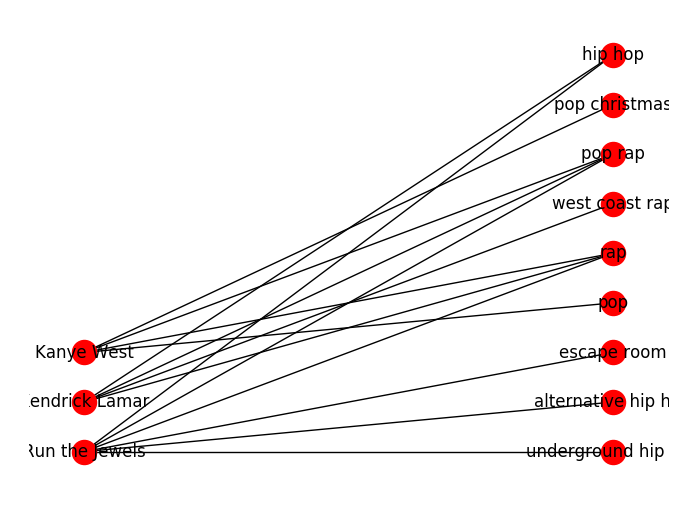 hip hop
pop christmas
pop rap
west coast rap
rap
pop
Kanye West
escape room
endrick Lamar
alternative hip h
Run the Jewels
underground hip